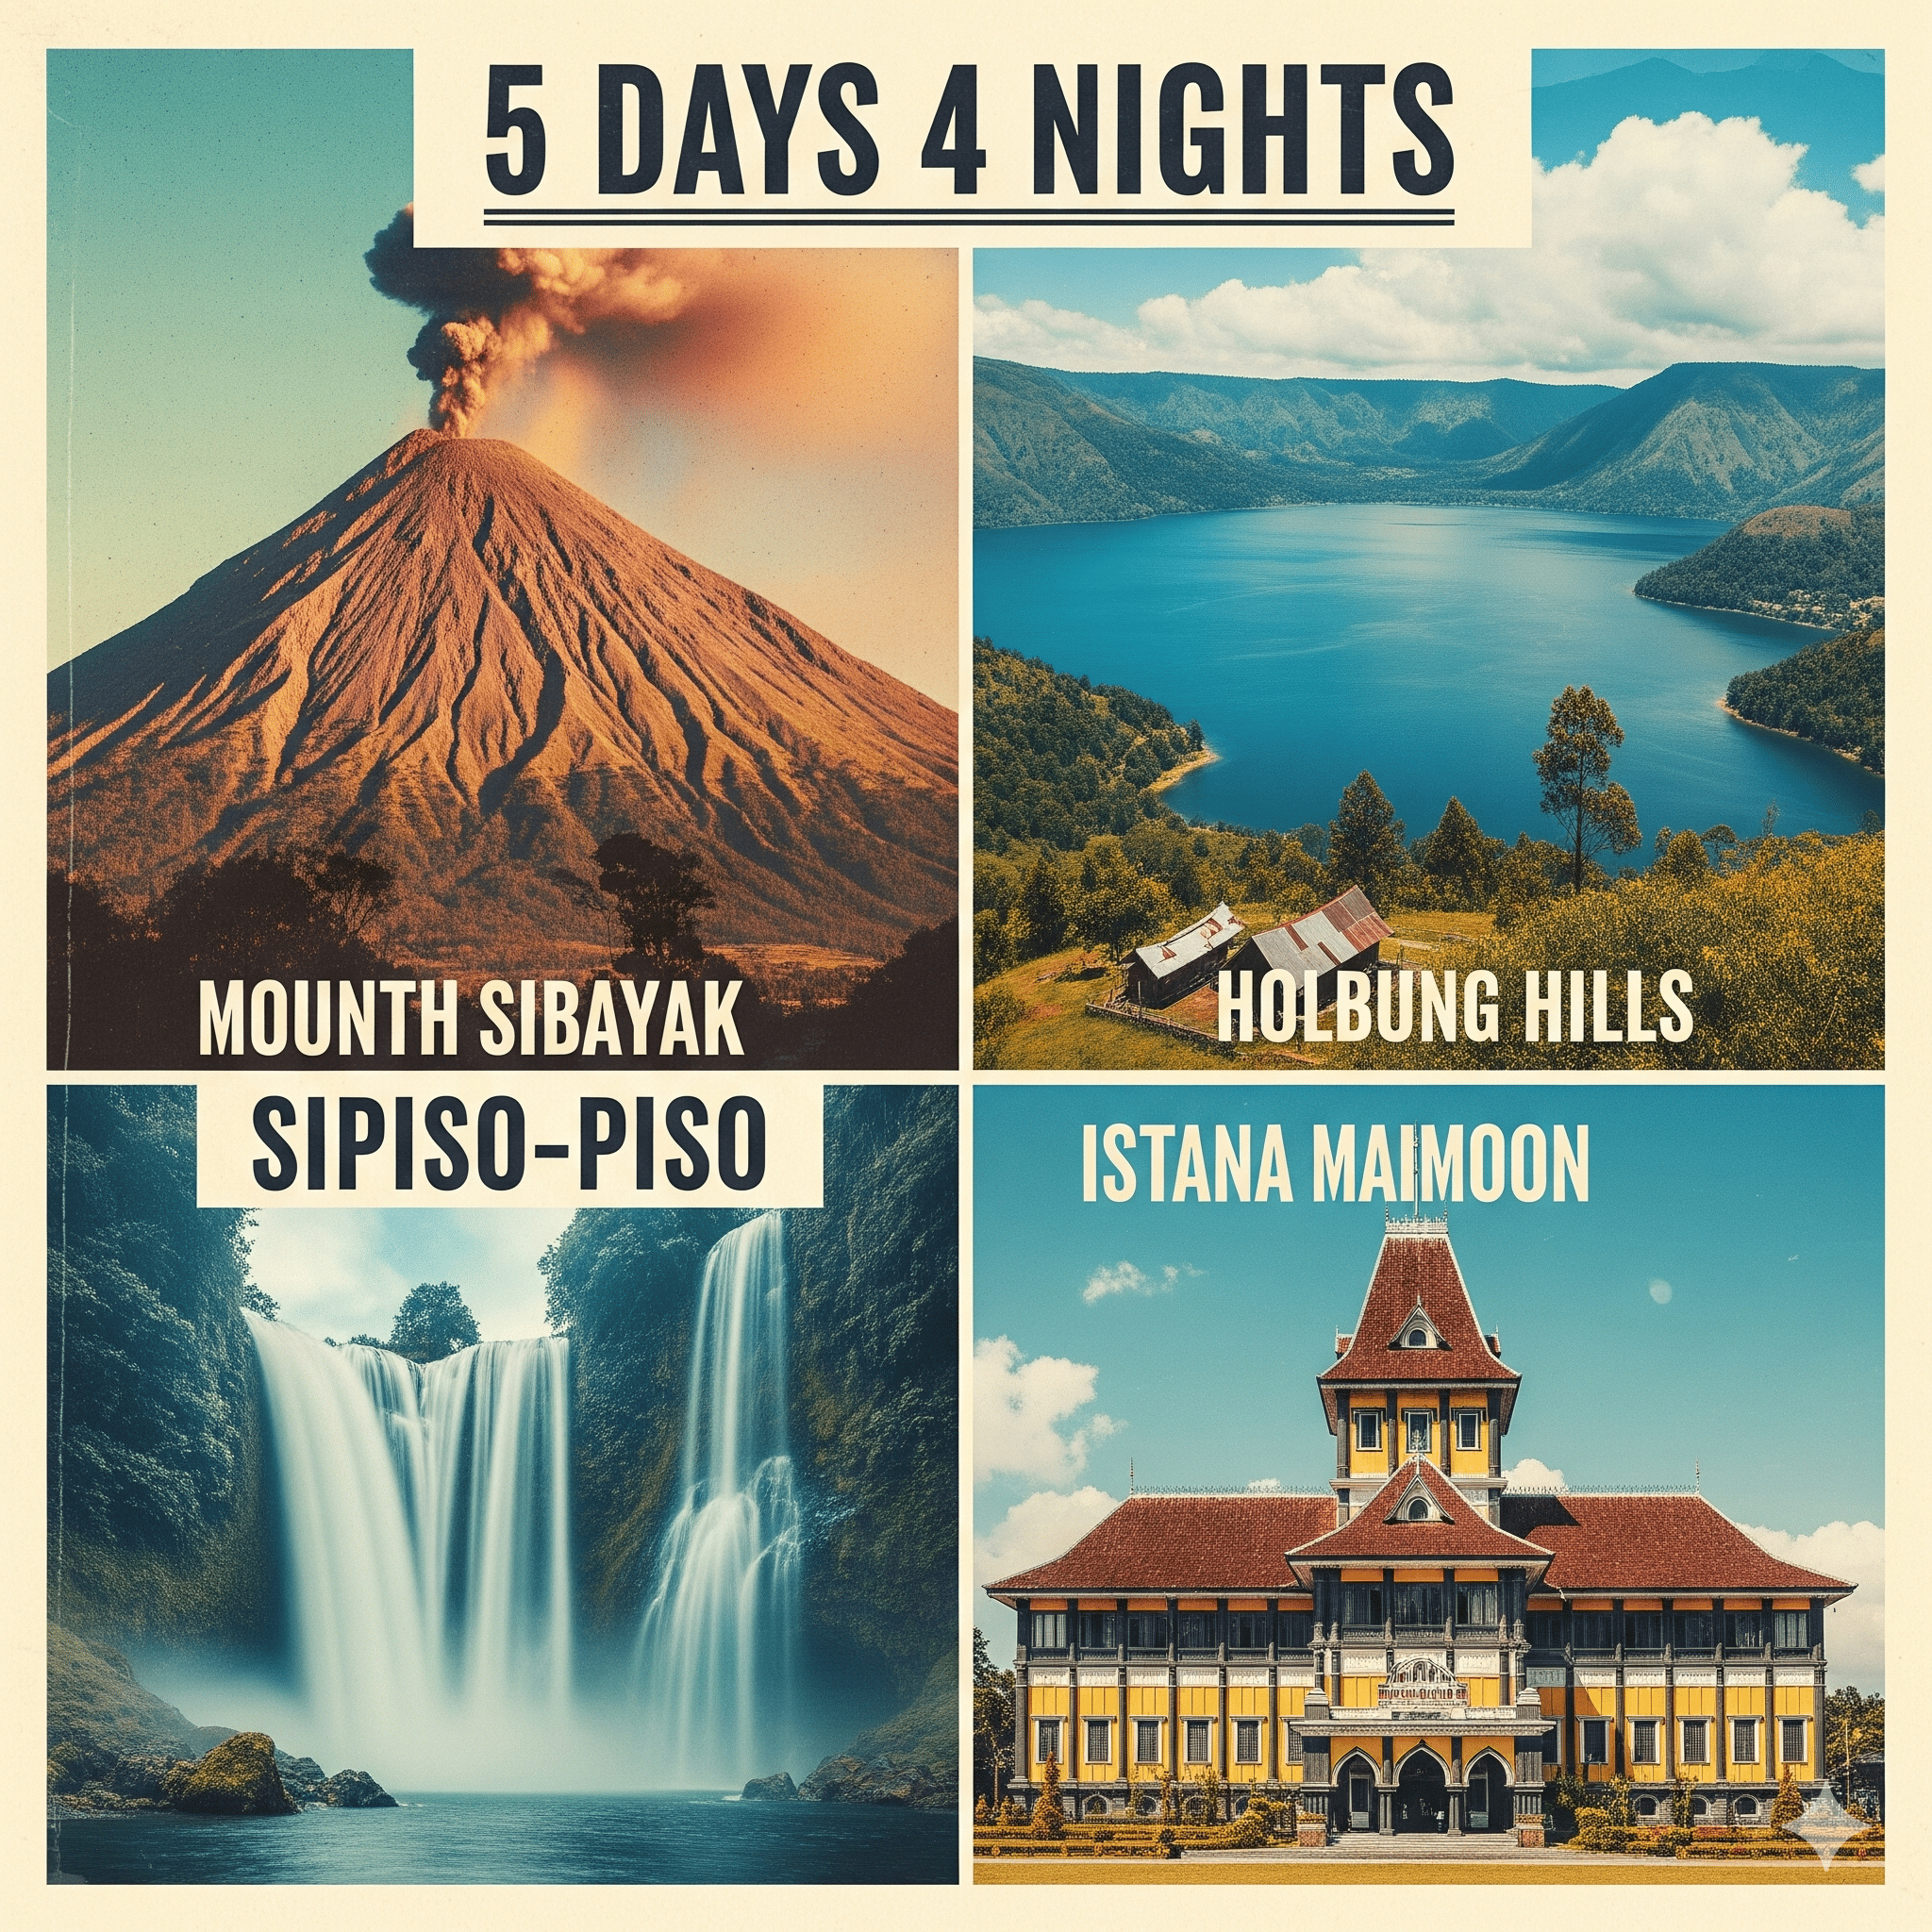 5 DAYS 4 NIGHTS
MOUNTH SIBAYAK
HOLBUNG HILLS
SIPISO-PISO
ISTANA MAIMOON